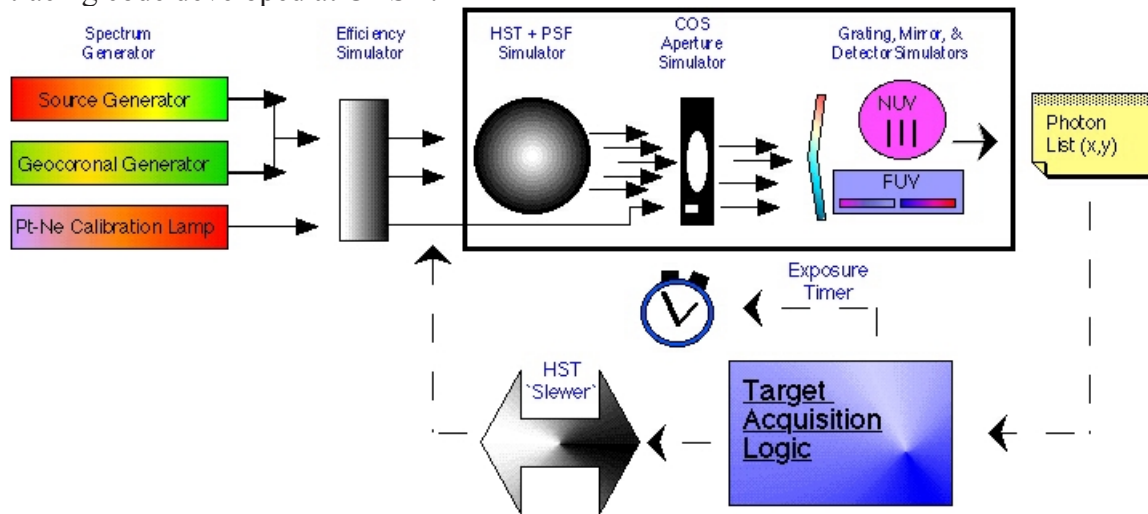 Spectrum
Generator
Efficiency
Simulator
HST + PSF
Simulator
COS
Aperture
Simulator
Grating, Mirror, &
Detector Simulators
Source Generator
Geocoronal Generator
Pt-Ne Calibration Lamp
NUV
FUV
Photon
List (x,y)
Exposure
Timer
HST
`Slewer`
Target
Acquisition
Logic